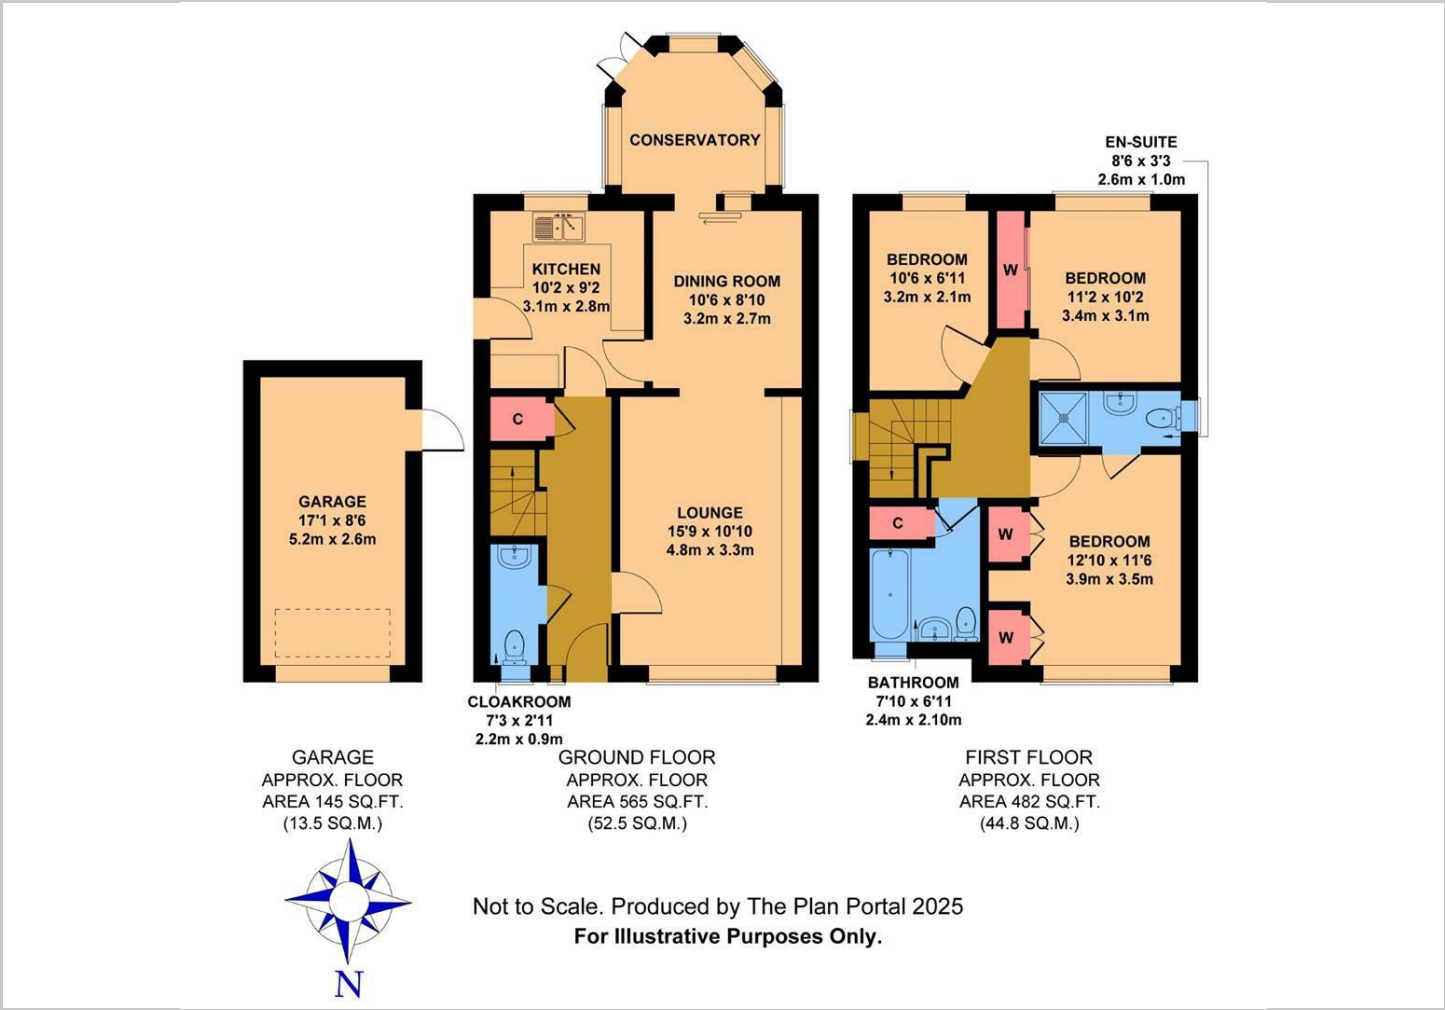 CONSERVATORY
EN-SUITE
8'6 x 3'3
2.6m x 1.0m
KITCHEN
10'2 x 9'2
3.1m x 2.8m
DINING ROOM
10'6 x 8'10
3.2m x 2.7m
BEDROOM
10'6 x 6'11
3.2m x 2.1m
W
BEDROOM
11'2 x 10'2
3.4m x 3.1m
C
GARAGE
17'1 x 8'6
5.2m x 2.6m
LOUNGE
15'9 x 10'10
4.8m x 3.3m
C
W
BEDROOM
12'10 x 11'6
3.9m x 3.5m
W
CLOAKROOM
7'3 x 2'11
2.2m x 0.9m
BATHROOM
7'10 x 6'11
2.4m x 2.10m
GARAGE
APPROX. FLOOR
AREA 145 SQ.FT.
(13.5 SQ.M.)
GROUND FLOOR
APPROX. FLOOR
AREA 565 SQ.FT.
(52.5 SQ.M.)
FIRST FLOOR
APPROX. FLOOR
AREA 482 SQ.FT.
(44.8 SQ.M.)
N
Not to Scale. Produced by The Plan Portal 2025
For Illustrative Purposes Only.